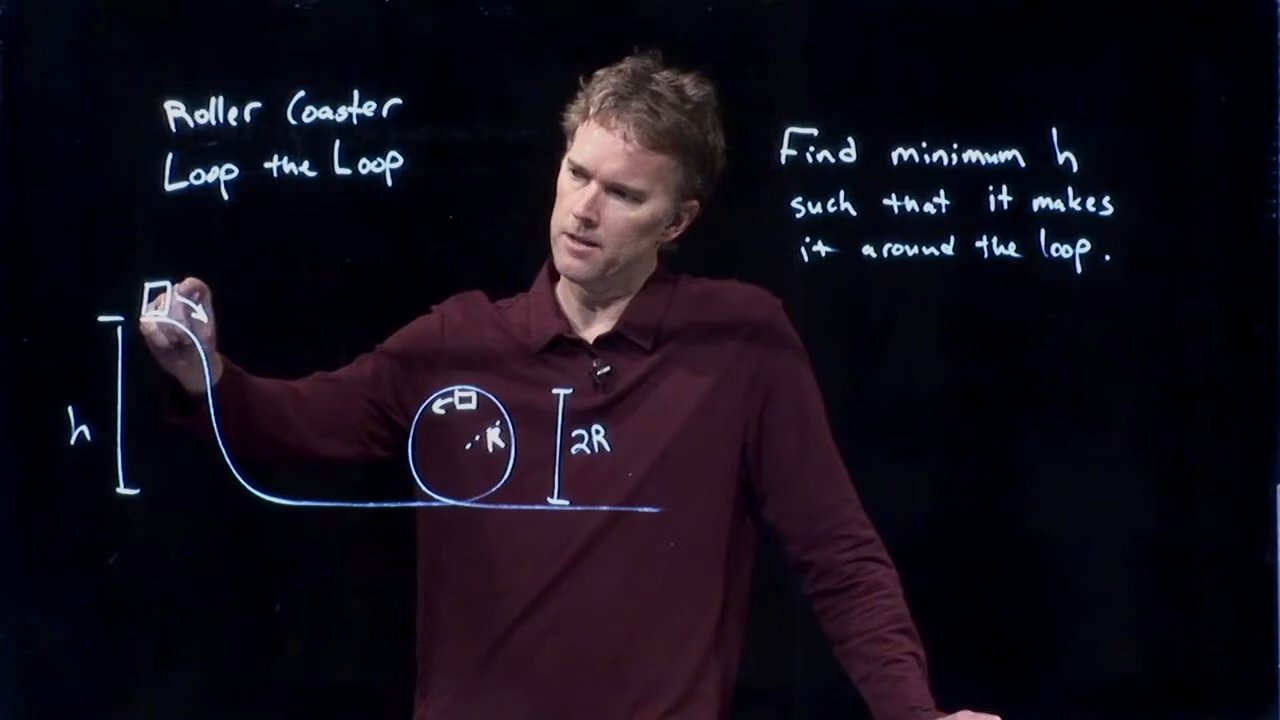 Roller Coaster
Loop the Loop
Find minimum h
such that it makes
it around the loop.
h
R
2R